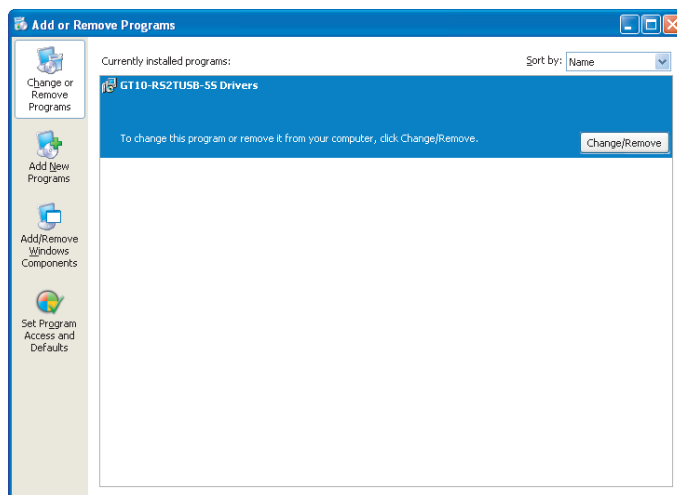 Add or Remove Programs
Change or
Remove
Programs
Currently installed programs:
Sort by: Name
GT10-RS2TUSB-5S Drivers
To change this program or remove it from your computer, click Change/Remove.
Change/Remove
Add New
Programs
Add/Remove
Windows
Components
Set Program
Access and
Defaults